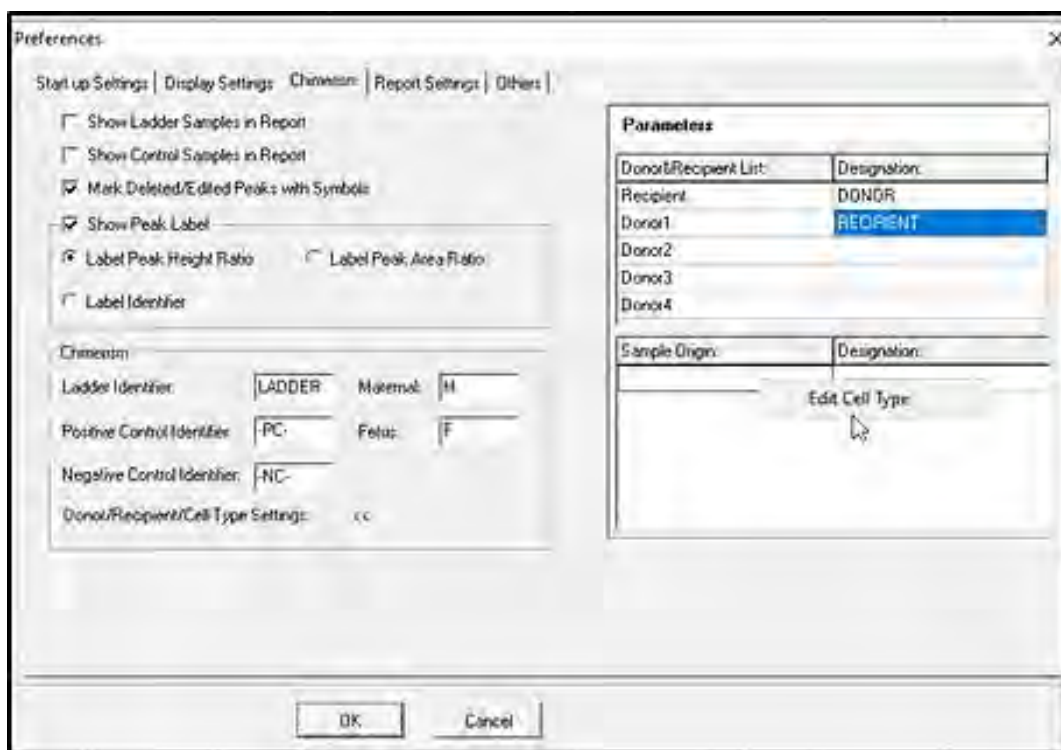 Preferences
Start up Settings | Display Settings Chimerism | Report Settings | Others |
Show Ladder Samples in Report
Show Control Samples in Report
Mark Deleted/Edited Peaks with Symbols
Show Peak Label
Label Peak Height Ratio Label Peak Area Ratio
Label Identifier
Chimerism
Ladder Identifier: LADDER Maternal: M
Positive Control Identifier: -PC- Fetus: F
Negative Control Identifier: -NC-
Donor/Recipient/Cell Type Settings: <<
Parameters
Donor&Recipient List: Designation:
Recipient DONOR
Donor1 RECIPIENT
Donor2
Donor3
Donor4
Sample Origin: Designation:
Edit Cell Type
OK Cancel